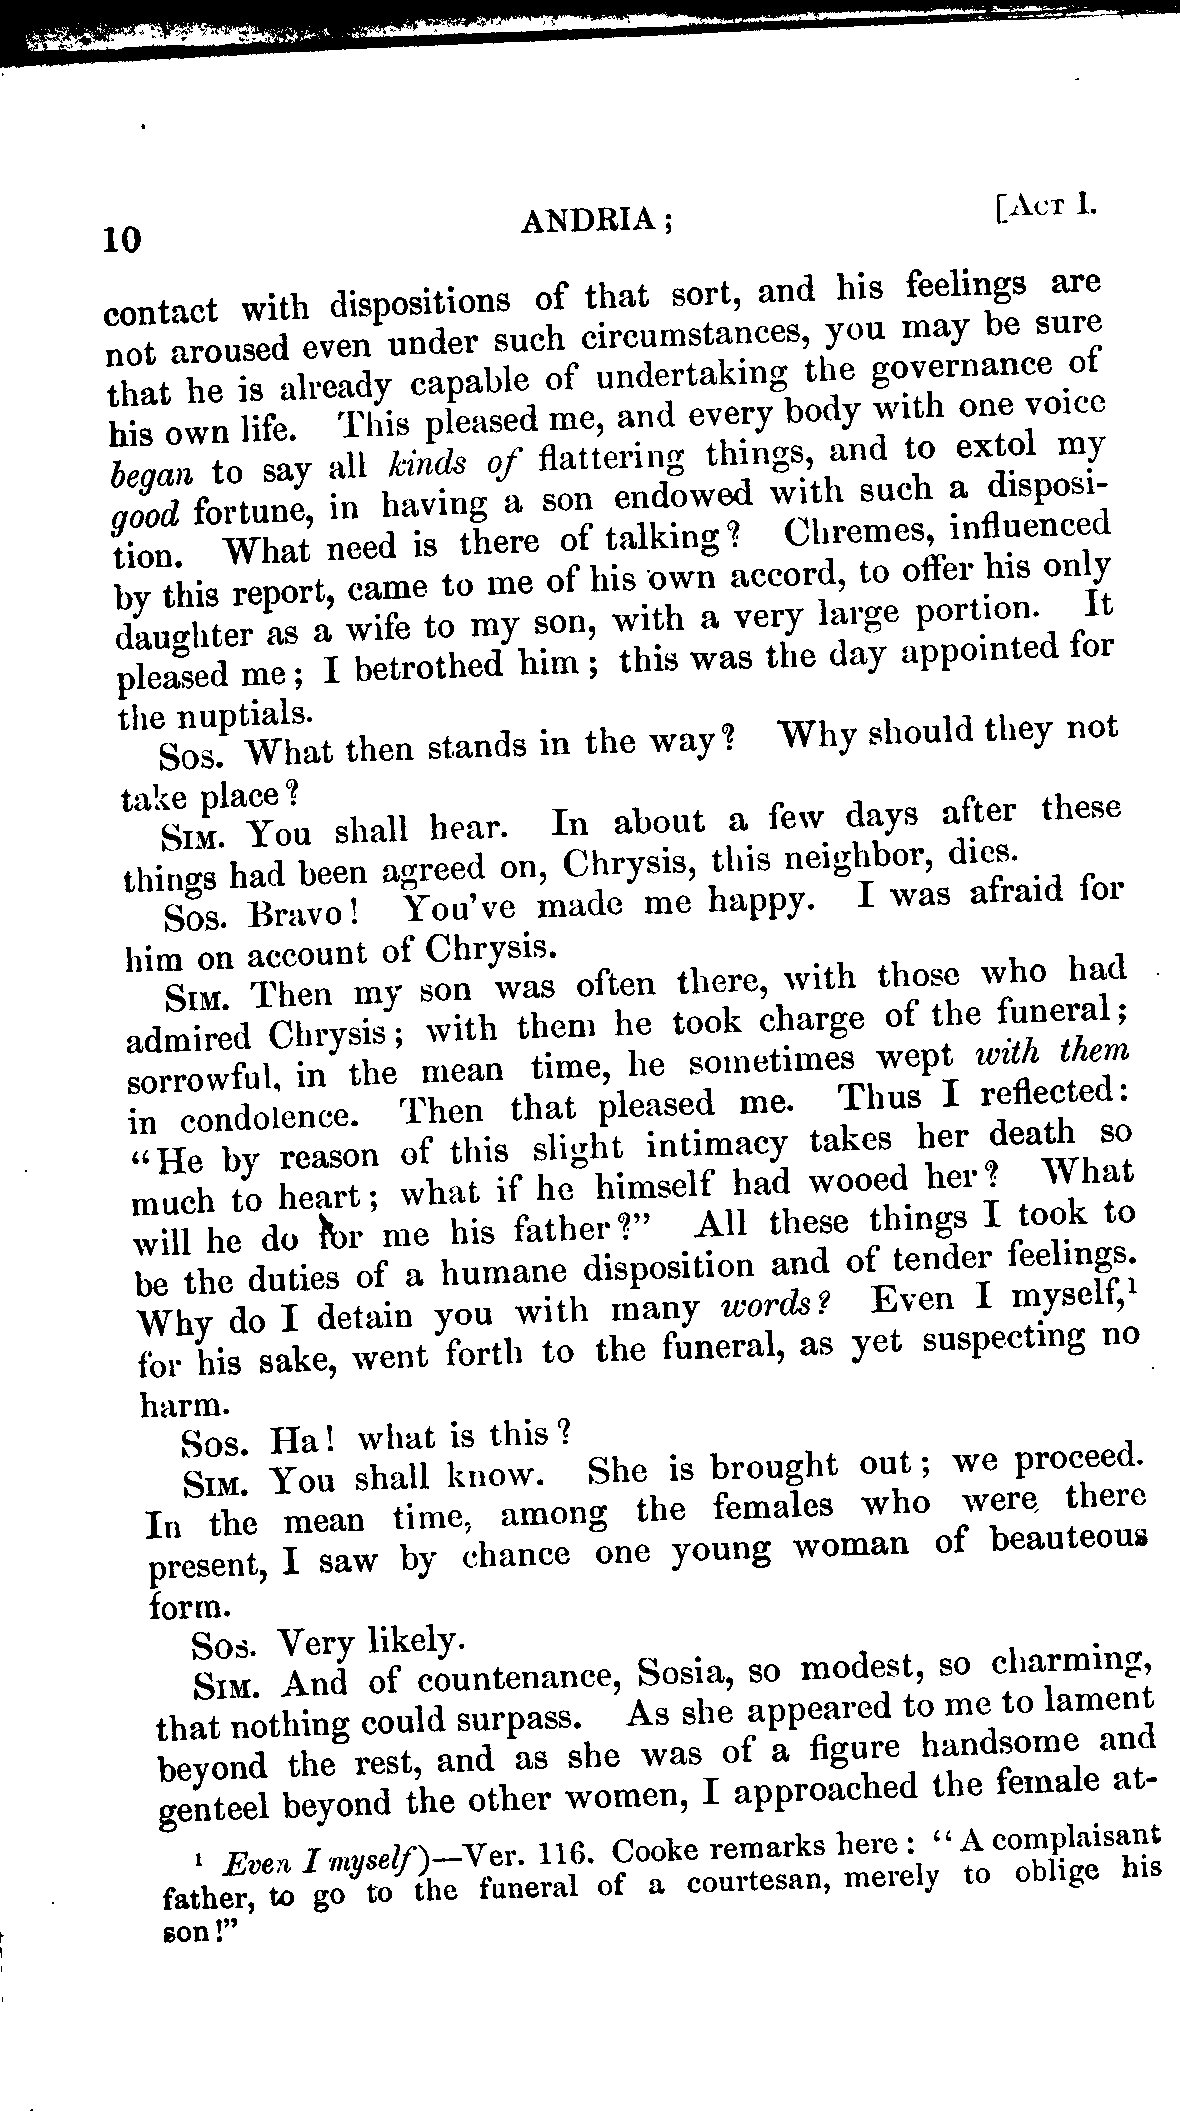 10 ANDRIA; [ACT I.
contact with dispositions of that sort, and his feelings are
not aroused even under such circumstances, you may be sure
that he is already capable of undertaking the governance of
his own life. This pleased me, and every body with one voice
began to say all kinds of flattering things, and to extol my
good fortune, in having a son endowed with such a disposi-
tion. What need is there of talking? Chremes, influenced
by this report, came to me of his own accord, to offer his only
daughter as a wife to my son, with a very large portion. It
pleased me; I betrothed him; this was the day appointed for
the nuptials.
SOS. What then stands in the way? Why should they not
take place?
SIM. You shall hear. In about a few days after these
things had been agreed on, Chrysis, this neighbor, dies.
SOS. Bravo! You've made me happy. I was afraid for
him on account of Chrysis.
SIM. Then my son was often there, with those who had
admired Chrysis; with them he took charge of the funeral;
sorrowful, in the mean time, he sometimes wept with them
in condolence. Then that pleased me. Thus I reflected:
“He by reason of this slight intimacy takes her death so
much to heart; what if he himself had wooed her? What
will he do for me his father?” All these things I took to
be the duties of a humane disposition and of tender feelings.
Why do I detain you with many words? Even I myself,¹
for his sake, went forth to the funeral, as yet suspecting no
harm.
SOS. Ha! what is this?
SIM. You shall know. She is brought out; we proceed.
In the mean time, among the females who were there
present, I saw by chance one young woman of beauteous
form.
SOS. Very likely.
SIM. And of countenance, Sosia, so modest, so charming,
that nothing could surpass. As she appeared to me to lament
beyond the rest, and as she was of a figure handsome and
genteel beyond the other women, I approached the female at-
¹ Even I myself)—Ver. 116. Cooke remarks here: “A complaisant
father, to go to the funeral of a courtesan, merely to oblige his
son!”